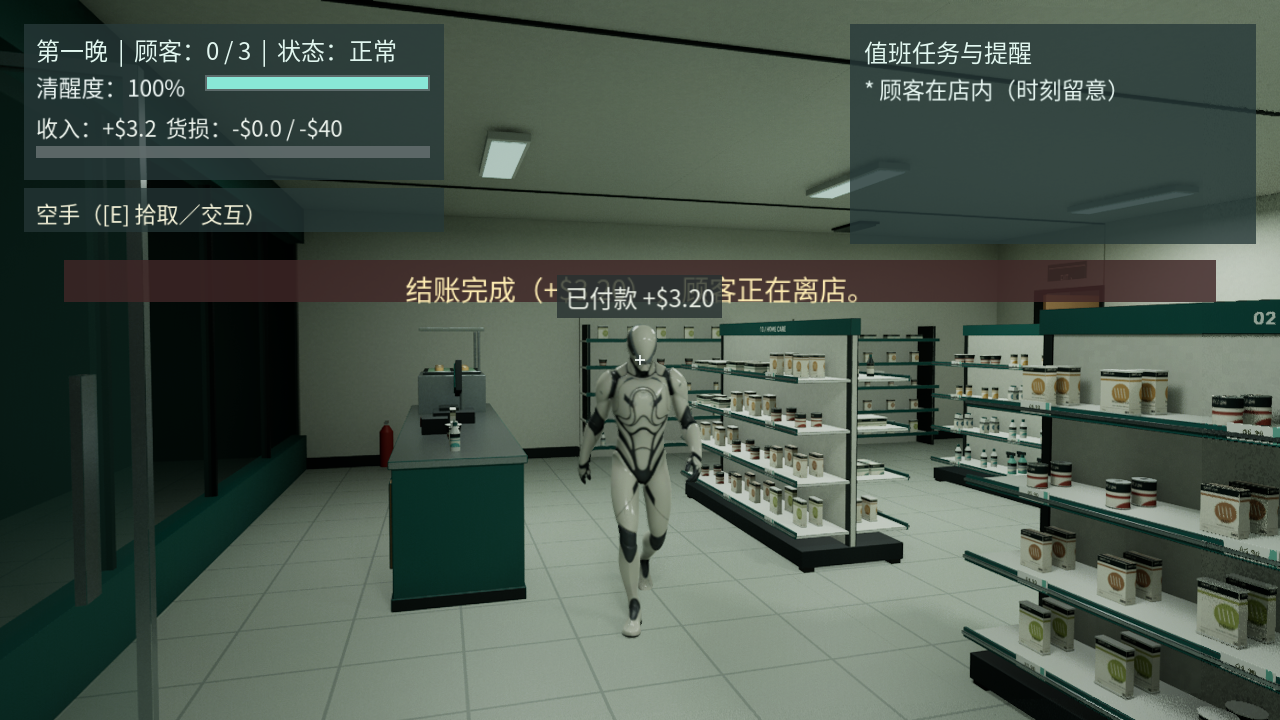 第一晚 | 顾客：0 / 3 | 状态：正常
清醒度：100%
收入：+$3.2 货损：-$0.0 / -$40
空手（[E] 拾取／交互）
值班任务与提醒
* 顾客在店内（时刻留意）
结账完成（+$3.20） 顾客正在离店。
已付款 +$3.20
02